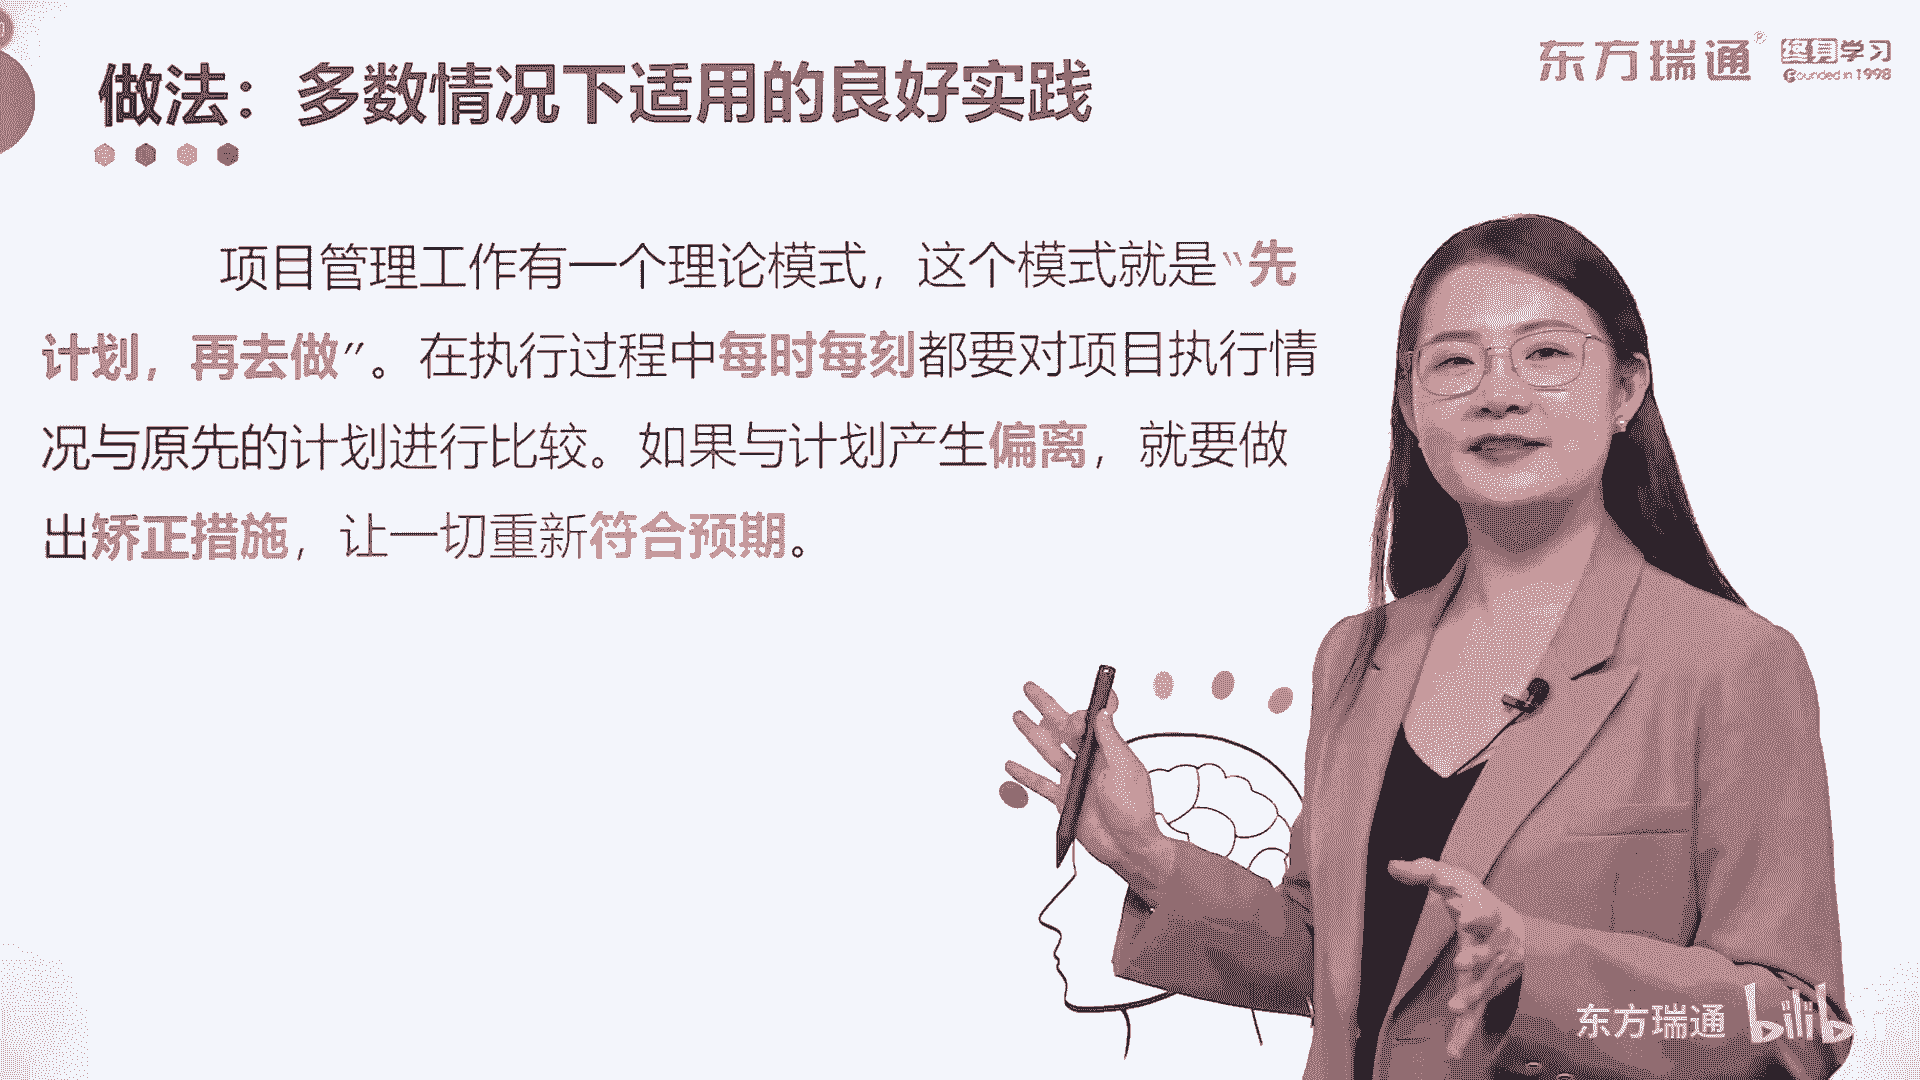 做法：多数情况下适用的良好实践
东方瑞通®
终身学习
Founded in 1998
项目管理工作有一个理论模式，这个模式就是“先
计划，再去做”。在执行过程中每时每刻都要对项目执行情
况与原先的计划进行比较。如果与计划产生偏离，就要做
出矫正措施，让一切重新符合预期。
东方瑞通